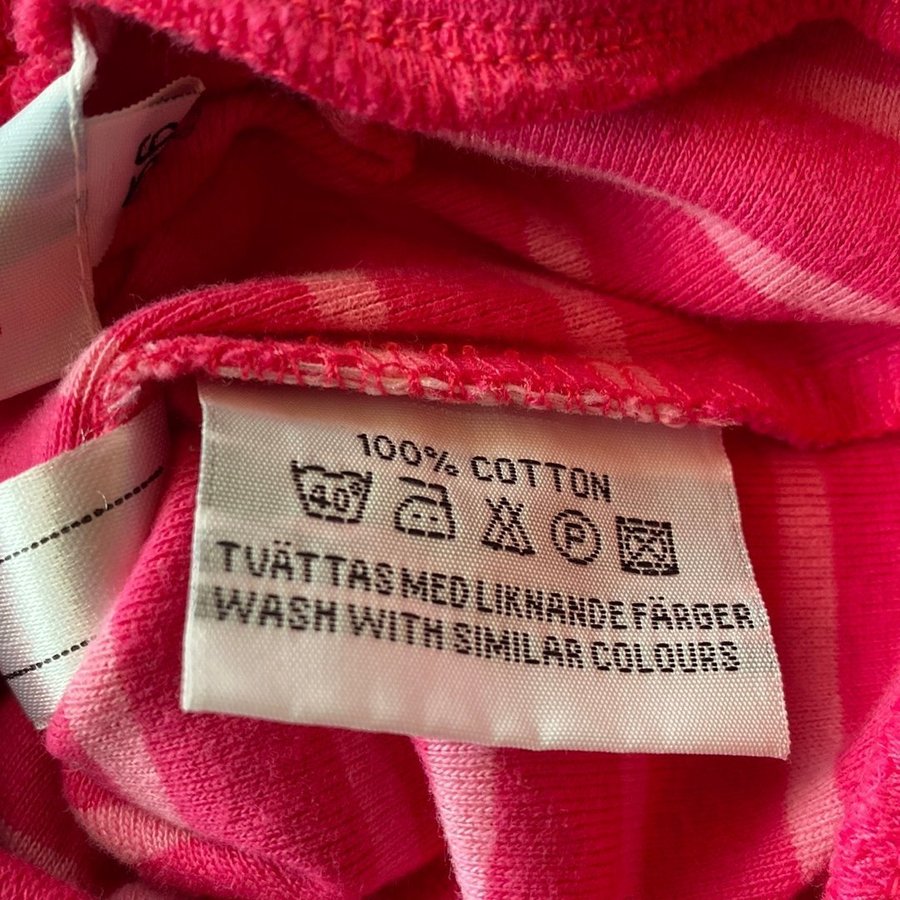 100% COTTON
40°
P
TVÄTTAS MED LIKNANDE FÄRGER
WASH WITH SIMILAR COLOURS